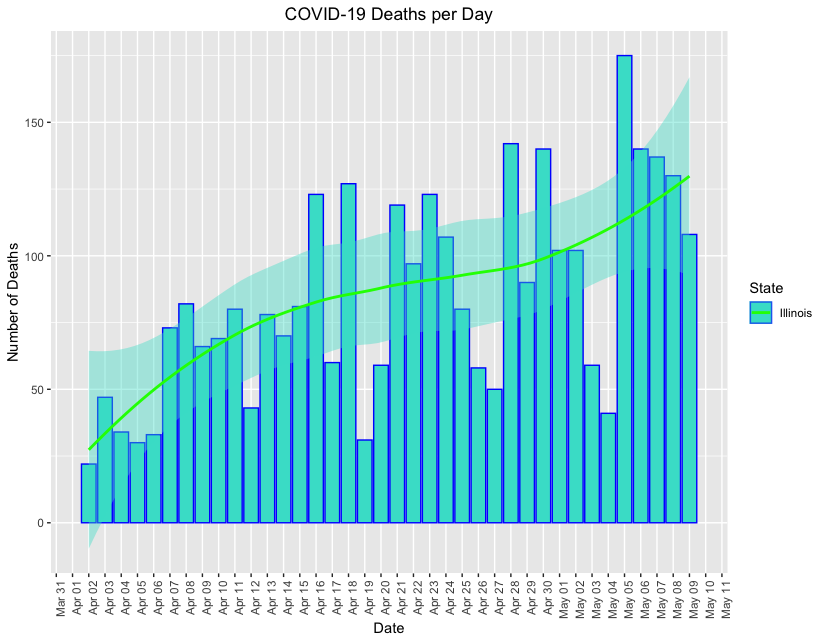 COVID-19 Deaths per Day
Number of Deaths
150
100
50
0
Mar 31
Apr 01
Apr 02
Apr 03
Apr 04
Apr 05
Apr 06
Apr 07
Apr 08
Apr 09
Apr 10
Apr 11
Apr 12
Apr 13
Apr 14
Apr 15
Apr 16
Apr 17
Apr 18
Apr 19
Apr 20
Apr 21
Apr 22
Apr 23
Apr 24
Apr 25
Apr 26
Apr 27
Apr 28
Apr 29
Apr 30
May 01
May 02
May 03
May 04
May 05
May 06
May 07
May 08
May 09
May 10
May 11
Date
State
Illinois